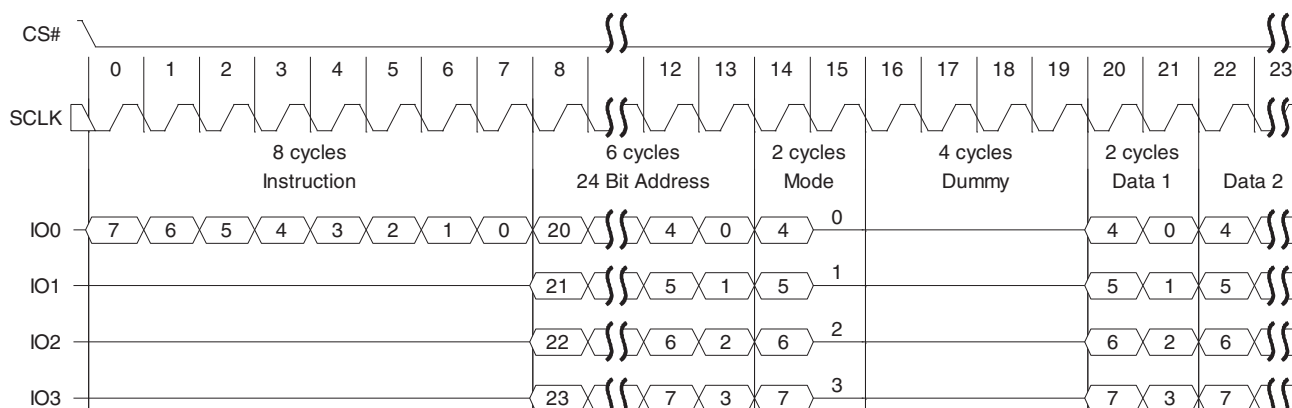 CS#
0 1 2 3 4 5 6 7 8 12 13 14 15 16 17 18 19 20 21 22 23
SCLK
8 cycles 6 cycles 2 cycles 4 cycles 2 cycles
Instruction 24 Bit Address Mode Dummy Data 1 Data 2
IO0 7 6 5 4 3 2 1 0 20 4 0 4 0 4 0 4
IO1 21 5 1 5 1 5 1 5
IO2 22 6 2 6 2 6 2 6
IO3 23 7 3 7 3 7 3 7